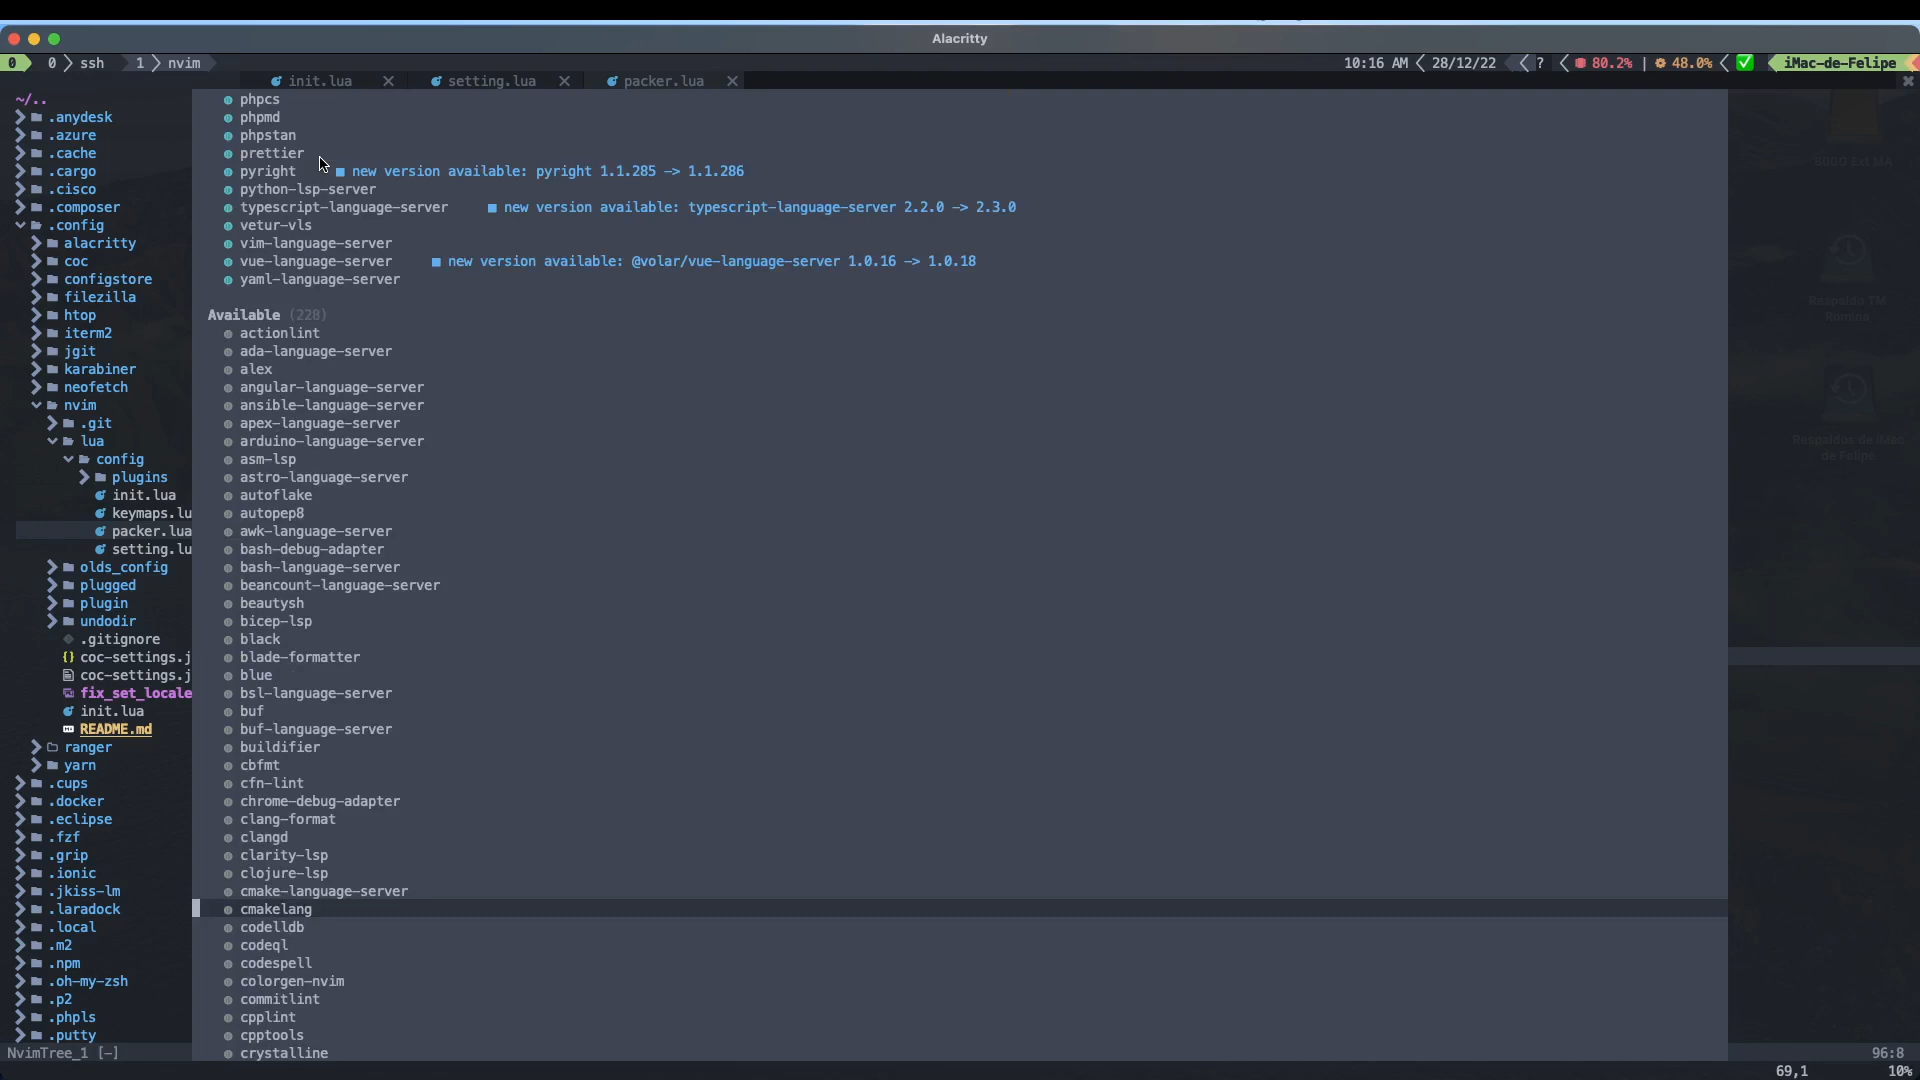 Alacritty
0 0 ssh 1 nvim 10:16 AM 28/12/22 ? 80.2% | 48.0% iMac-de-Felipe
init.lua setting.lua packer.lua
~/..
.anydesk
.azure
.cache
.cargo
.cisco
.composer
.config
alacritty
coc
configstore
filezilla
htop
iterm2
jgit
karabiner
neofetch
nvim
.git
lua
config
plugins
init.lua
keymaps.lu
packer.lua
setting.lu
olds_config
plugged
plugin
undodir
.gitignore
{} coc-settings.j
coc-settings.j
fix_set_locale
init.lua
README.md
ranger
yarn
.cups
.docker
.eclipse
.fzf
.grip
.ionic
.jkiss-lm
.laradock
.local
.m2
.npm
.oh-my-zsh
.p2
.phpls
.putty
phpcs
phpmd
phpstan
prettier
pyright ■ new version available: pyright 1.1.285 -> 1.1.286
python-lsp-server
typescript-language-server ■ new version available: typescript-language-server 2.2.0 -> 2.3.0
vetur-vls
vim-language-server
vue-language-server ■ new version available: @volar/vue-language-server 1.0.16 -> 1.0.18
yaml-language-server
Available (228)
actionlint
ada-language-server
alex
angular-language-server
ansible-language-server
apex-language-server
arduino-language-server
asm-lsp
astro-language-server
autoflake
autopep8
awk-language-server
bash-debug-adapter
bash-language-server
beancount-language-server
beautysh
bicep-lsp
black
blade-formatter
blue
bsl-language-server
buf
buf-language-server
buildifier
cbfmt
cfn-lint
chrome-debug-adapter
clang-format
clangd
clarity-lsp
clojure-lsp
cmake-language-server
cmakelang
codelldb
codeql
codespell
colorgen-nvim
commitlint
cpplint
cpptools
crystalline
500G Ext MA
Respaldo TM
Romina
Respaldos de iMac
de Felipe
NvimTree_1 [-] 96:8
69,1 10%